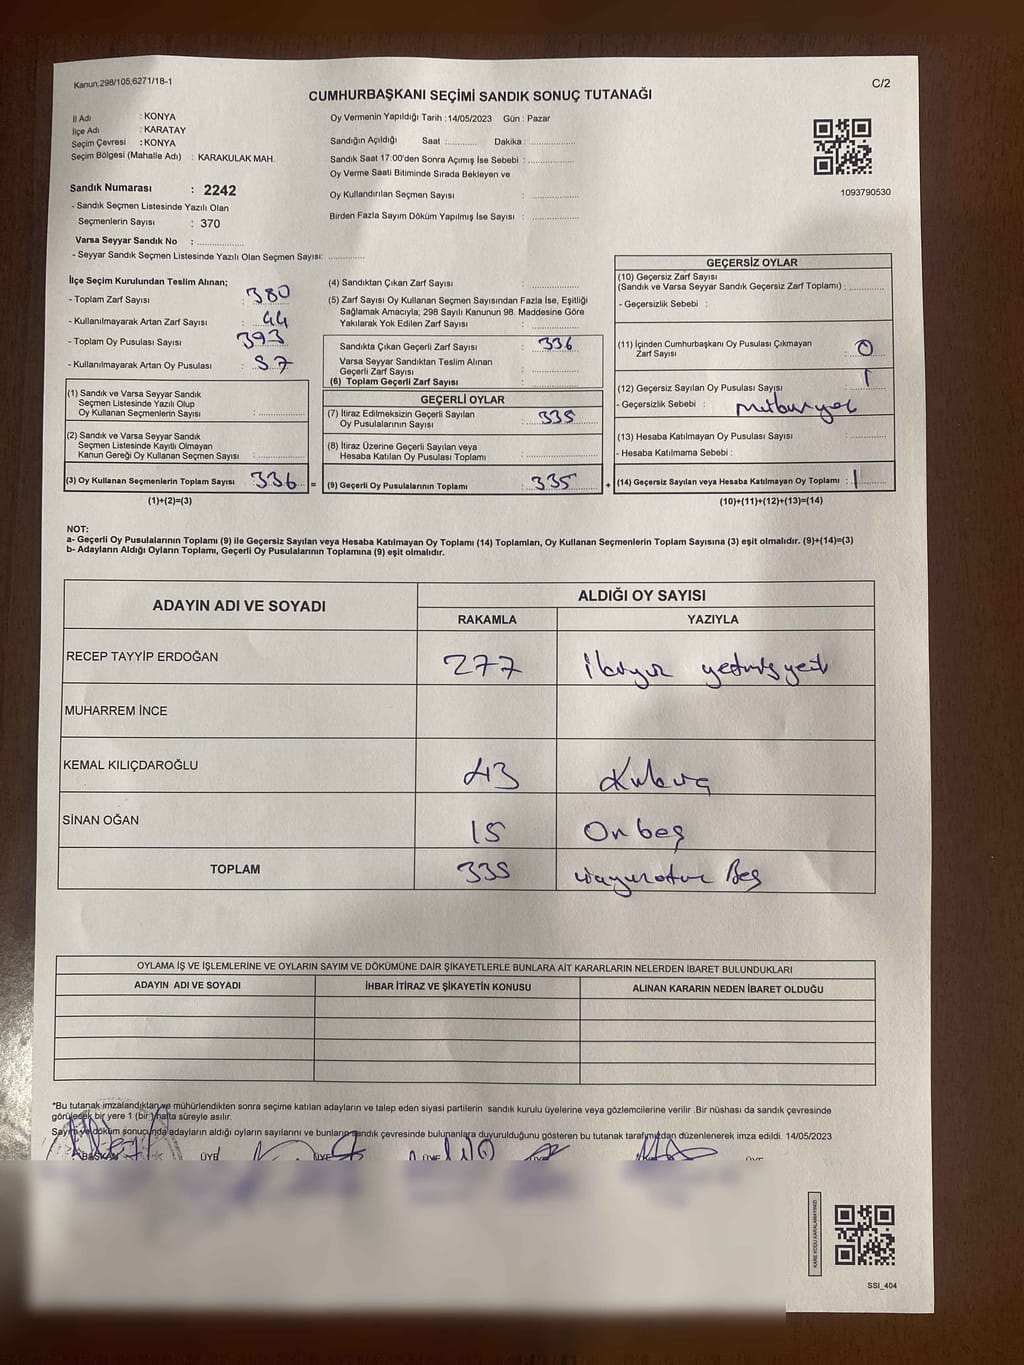 Kanun:298/105,6271/18-1
C/2
CUMHURBAŞKANI SEÇİMİ SANDIK SONUÇ TUTANAĞI
İl Adı : KONYA
İlçe Adı : KARATAY
Seçim Çevresi : KONYA
Seçim Bölgesi (Mahalle Adı) : KARAKULAK MAH.
Oy Vermenin Yapıldığı Tarih : 14/05/2023 Gün : Pazar
Sandığın Açıldığı Saat :.......... Dakika :..............
Sandık Saat 17:00'den Sonra Açımış İse Sebebi :..............
Oy Verme Saati Bitiminde Sırada Bekleyen ve
Oy Kullandırılan Seçmen Sayısı : ..............
Birden Fazla Sayım Döküm Yapılmış İse Sayısı : ..............
1093790530
Sandık Numarası : 2242
- Sandık Seçmen Listesinde Yazılı Olan
Seçmenlerin Sayısı : 370
Varsa Seyyar Sandık No : ..............
- Seyyar Sandık Seçmen Listesinde Yazılı Olan Seçmen Sayısı: ..............
İlçe Seçim Kurulundan Teslim Alınan;
- Toplam Zarf Sayısı : 380
- Kullanılmayarak Artan Zarf Sayısı : 44
- Toplam Oy Pusulası Sayısı : 393
- Kullanılmayarak Artan Oy Pusulası : 57
(1) Sandık ve Varsa Seyyar Sandık
Seçmen Listesinde Yazılı Olup
Oy Kullanan Seçmenlerin Sayısı : ..............
(2) Sandık ve Varsa Seyyar Sandık
Seçmen Listesinde Kayıtlı Olmayan
Kanun Gereği Oy Kullanan Seçmen Sayısı : ..............
(3) Oy Kullanan Seçmenlerin Toplam Sayısı 336 =
(1)+(2)=(3)
(4) Sandıktan Çıkan Zarf Sayısı : ..............
(5) Zarf Sayısı Oy Kullanan Seçmen Sayısından Fazla İse, Eşitliği
Sağlamak Amacıyla; 298 Sayılı Kanunun 98. Maddesine Göre
Yakılarak Yok Edilen Zarf Sayısı : ..............
Sandıkta Çıkan Geçerli Zarf Sayısı : 336
Varsa Seyyar Sandıktan Teslim Alınan
Geçerli Zarf Sayısı : ..............
(6) Toplam Geçerli Zarf Sayısı : ..............
GEÇERLİ OYLAR
(7) İtiraz Edilmeksizin Geçerli Sayılan
Oy Pusulalarının Sayısı : 335
(8) İtiraz Üzerine Geçerli Sayılan veya
Hesaba Katılan Oy Pusulası Toplamı : ..............
(9) Geçerli Oy Pusulalarının Toplamı : 335 +
GEÇERSİZ OYLAR
(10) Geçersiz Zarf Sayısı
(Sandık ve Varsa Seyyar Sandık Geçersiz Zarf Toplamı) : ..............
- Geçersizlik Sebebi :
(11) İçinden Cumhurbaşkanı Oy Pusulası Çıkmayan
Zarf Sayısı : 0
(12) Geçersiz Sayılan Oy Pusulası Sayısı : 1
- Geçersizlik Sebebi :
(13) Hesaba Katılmayan Oy Pusulası Sayısı : ..............
- Hesaba Katılmama Sebebi :
(14) Geçersiz Sayılan veya Hesaba Katılmayan Oy Toplamı : 1
(10)+(11)+(12)+(13)=(14)
NOT:
a- Geçerli Oy Pusulalarının Toplamı (9) ile Geçersiz Sayılan veya Hesaba Katılmayan Oy Toplamı (14) Toplamları, Oy Kullanan Seçmenlerin Toplam Sayısına (3) eşit olmalıdır. (9)+(14)=(3)
b- Adayların Aldığı Oyların Toplamı, Geçerli Oy Pusulalarının Toplamına (9) eşit olmalıdır.
ADAYIN ADI VE SOYADI
ALDIĞI OY SAYISI
RAKAMLA YAZIYLA
RECEP TAYYİP ERDOĞAN 277 ikiyüz yetmişyedi
MUHARREM İNCE
KEMAL KILIÇDAROĞLU 43 Kırküç
SİNAN OĞAN 15 On beş
TOPLAM 335 Beş
OYLAMA İŞ VE İŞLEMLERİNE VE OYLARIN SAYIM VE DÖKÜMÜNE DAİR ŞİKAYETLERLE BUNLARA AİT KARARLARIN NELERDEN İBARET BULUNDUKLARI
ADAYIN ADI VE SOYADI İHBAR İTİRAZ VE ŞİKAYETİN KONUSU ALINAN KARARIN NEDEN İBARET OLDUĞU
*Bu tutanak imzalandıktan ve mühürlendikten sonra seçime katılan adayların ve talep eden siyasi partilerin sandık kurulu üyelerine veya gözlemcilerine verilir .Bir nüshası da sandık çevresinde
görülecek bir yere 1 (bir )hafta süreyle asılır.
Sayım ve döküm sonucunda adayların aldığı oyların sayılarını ve bunların sandık çevresinde bulunanlara duyurulduğunu gösteren bu tutanak tarafımızdan düzenlenerek imza edildi. 14/05/2023
BAŞKAN ÜYE ÜYE ÜYE ÜYE ÜYE
KARE KODU KARALAMAYINIZ!
SSI_404